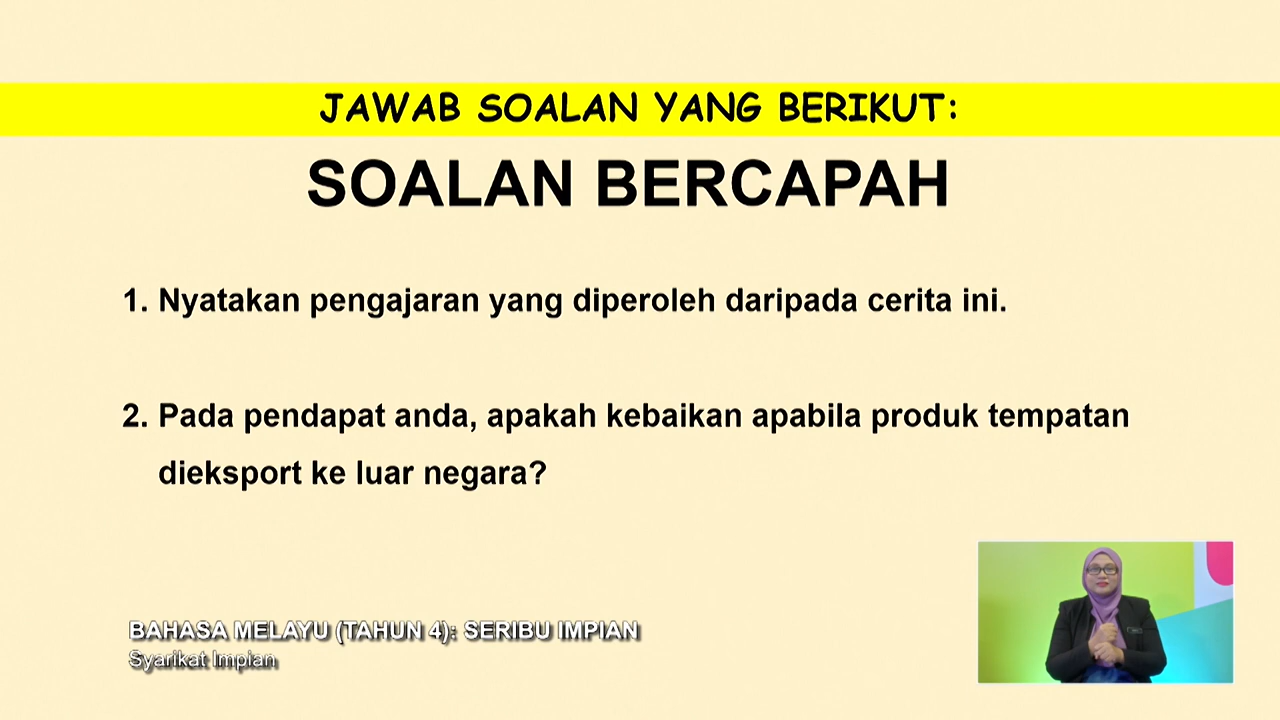 JAWAB SOALAN YANG BERIKUT:
SOALAN BERCAPAH
1. Nyatakan pengajaran yang diperoleh daripada cerita ini.
2. Pada pendapat anda, apakah kebaikan apabila produk tempatan
dieksport ke luar negara?
BAHASA MELAYU (TAHUN 4): SERIBU IMPIAN
Syarikat Impian